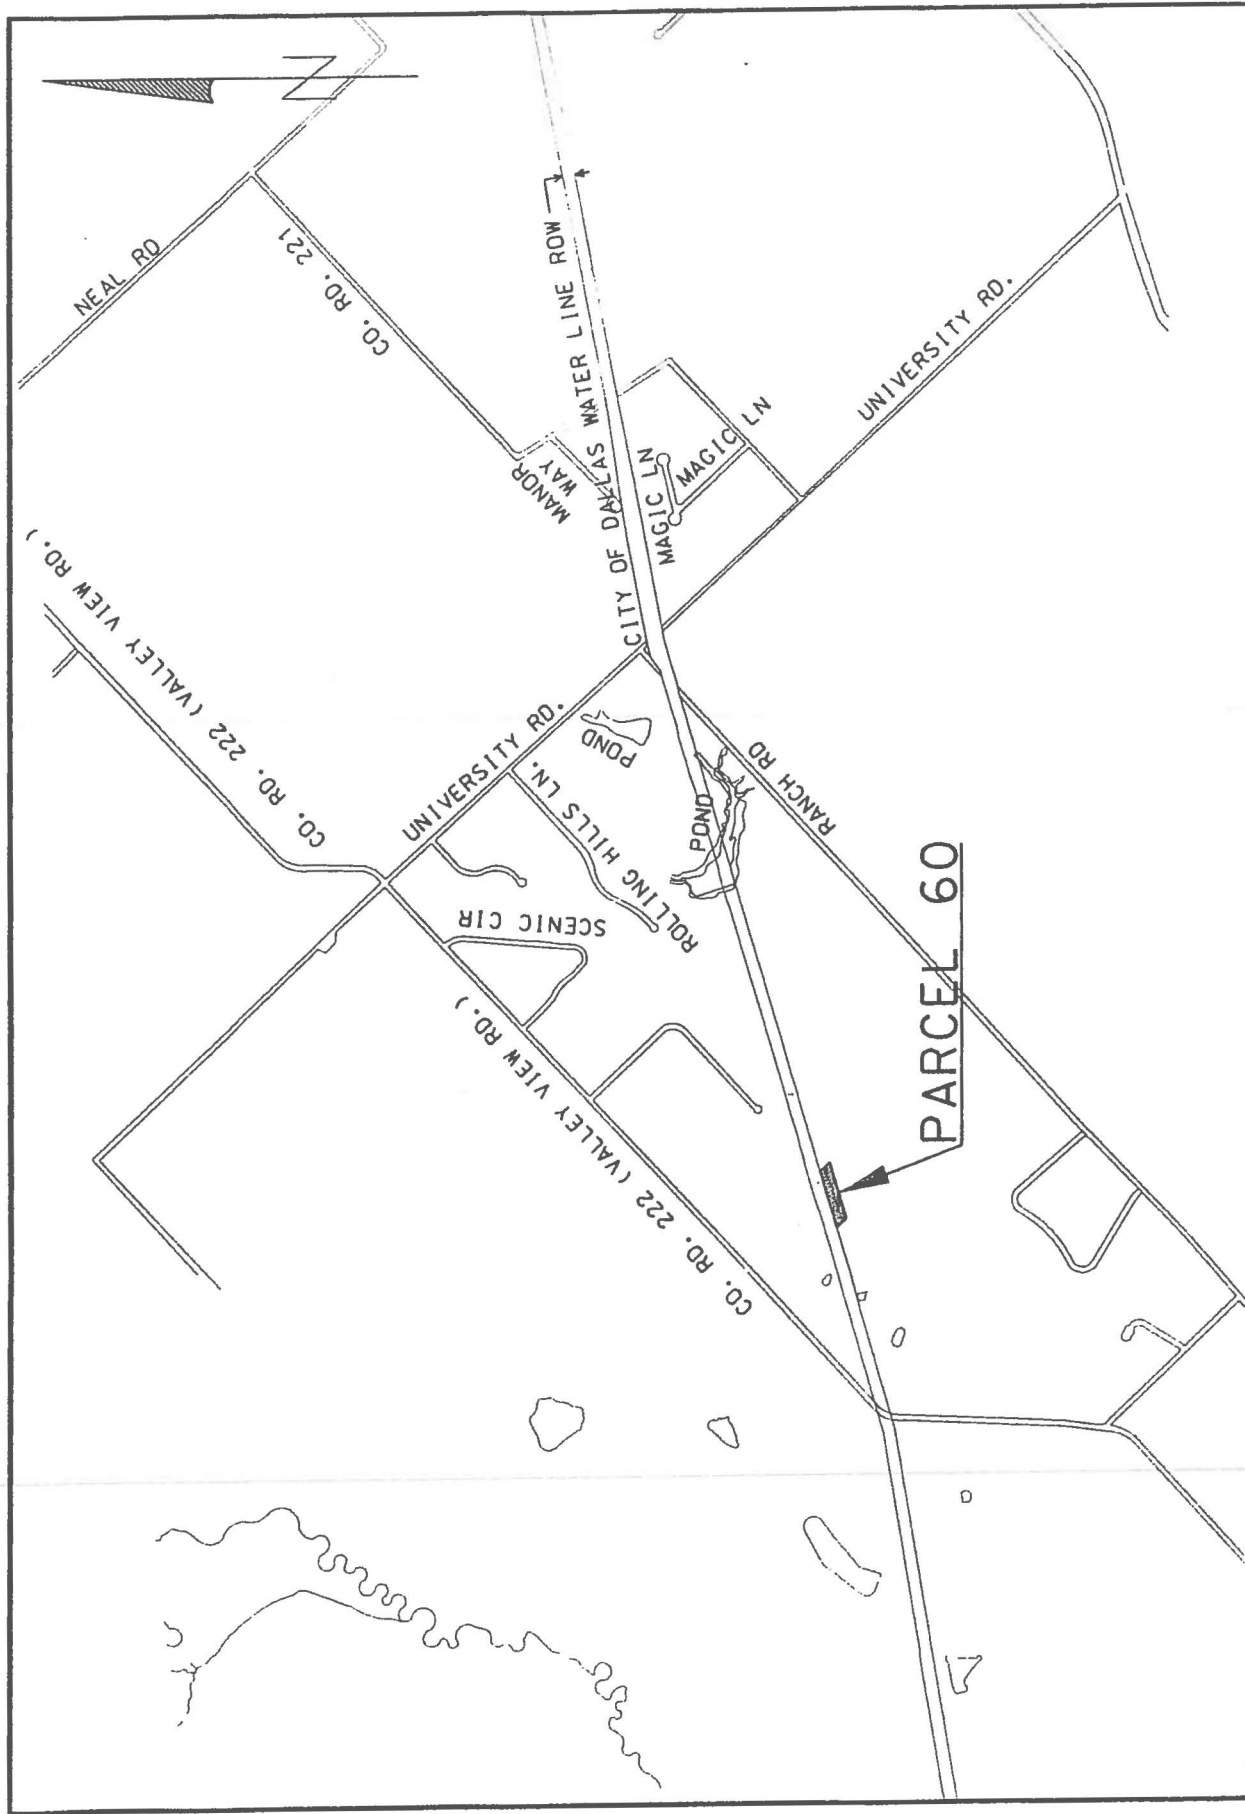 N
NEAL RD
CO. RD. 221
CITY OF DALLAS WATER LINE ROW
MANOR
WAY
MAGIC LN
MAGIC LN
UNIVERSITY RD.
CO. RD. 222 (VALLEY VIEW RD.)
UNIVERSITY RD.
POND
ROLLING HILLS LN.
SCENIC CIR
POND
RANCH RD
CO. RD. 222 (VALLEY VIEW RD.)
PARCEL 60